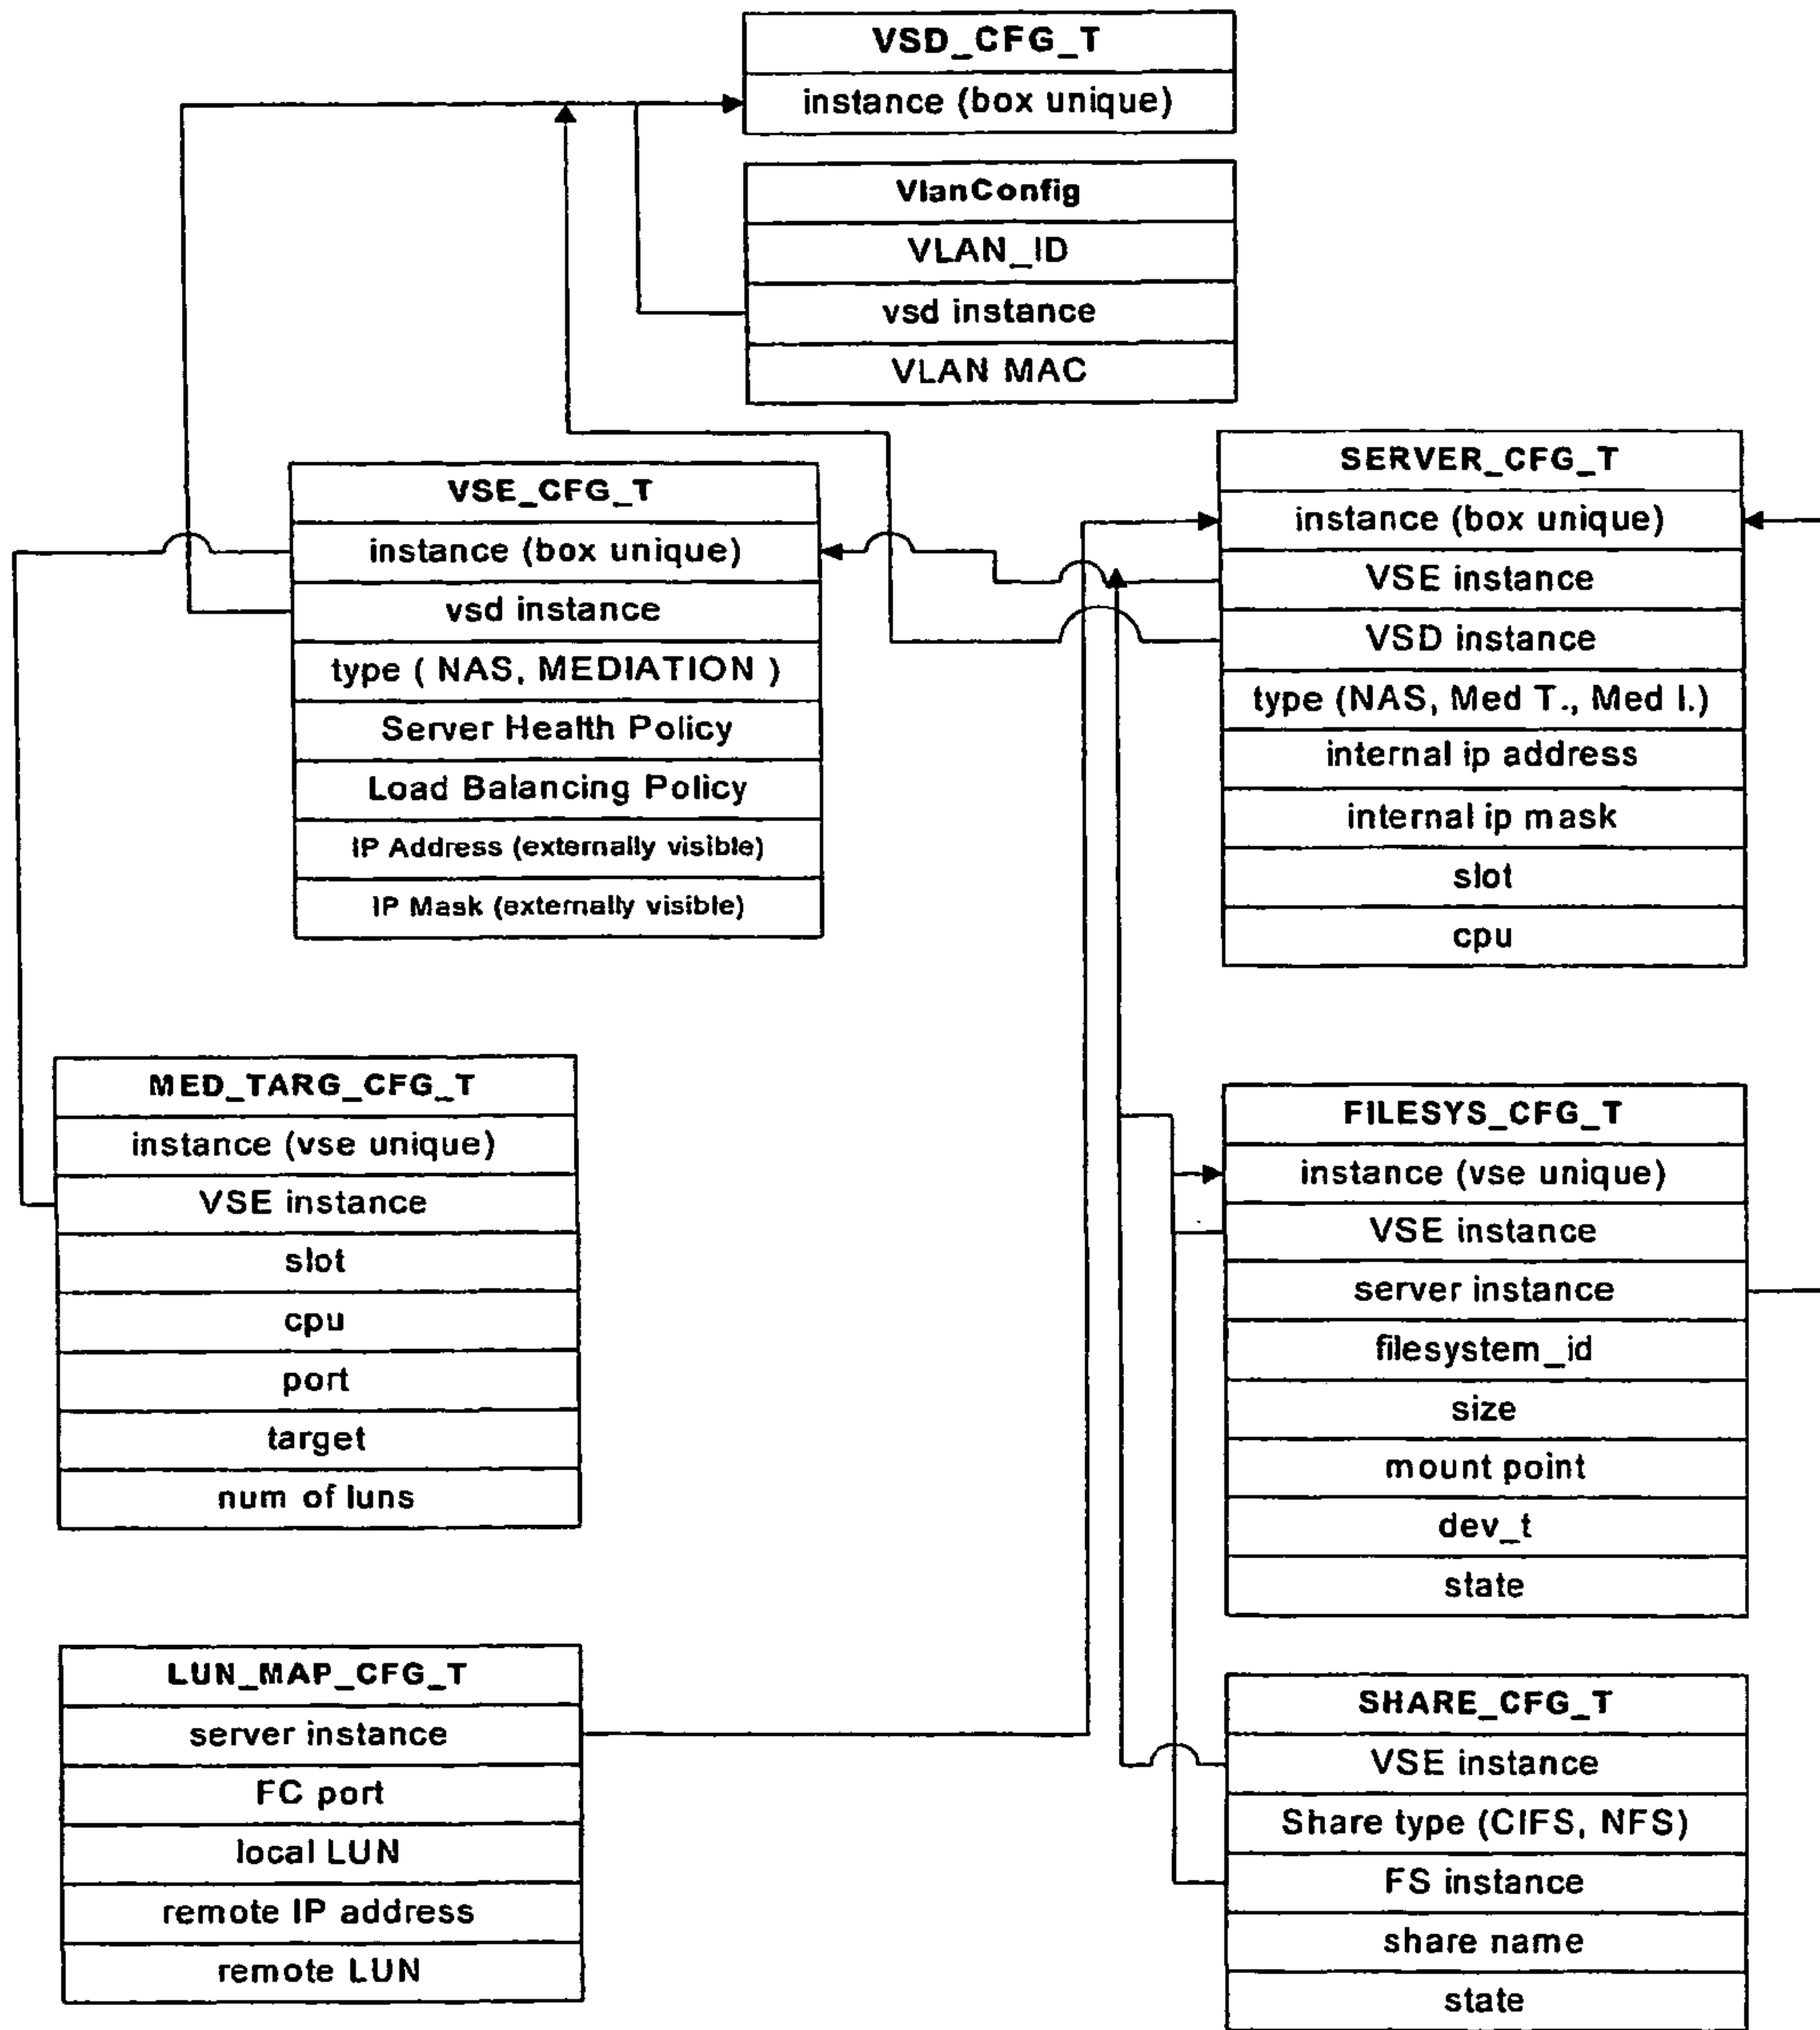 VSD_CFG_T
instance (box unique)
VlanConfig
VLAN_ID
vsd instance
VLAN MAC
VSE_CFG_T
instance (box unique)
vsd instance
type ( NAS, MEDIATION )
Server Health Policy
Load Balancing Policy
IP Address (externally visible)
IP Mask (externally visible)
SERVER_CFG_T
instance (box unique)
VSE instance
VSD instance
type (NAS, Med T., Med I.)
internal ip address
internal ip mask
slot
cpu
MED_TARG_CFG_T
instance (vse unique)
VSE instance
slot
cpu
port
target
num of luns
FILESYS_CFG_T
instance (vse unique)
VSE instance
server instance
filesystem_id
size
mount point
dev_t
state
LUN_MAP_CFG_T
server instance
FC port
local LUN
remote IP address
remote LUN
SHARE_CFG_T
VSE instance
Share type (CIFS, NFS)
FS instance
share name
state